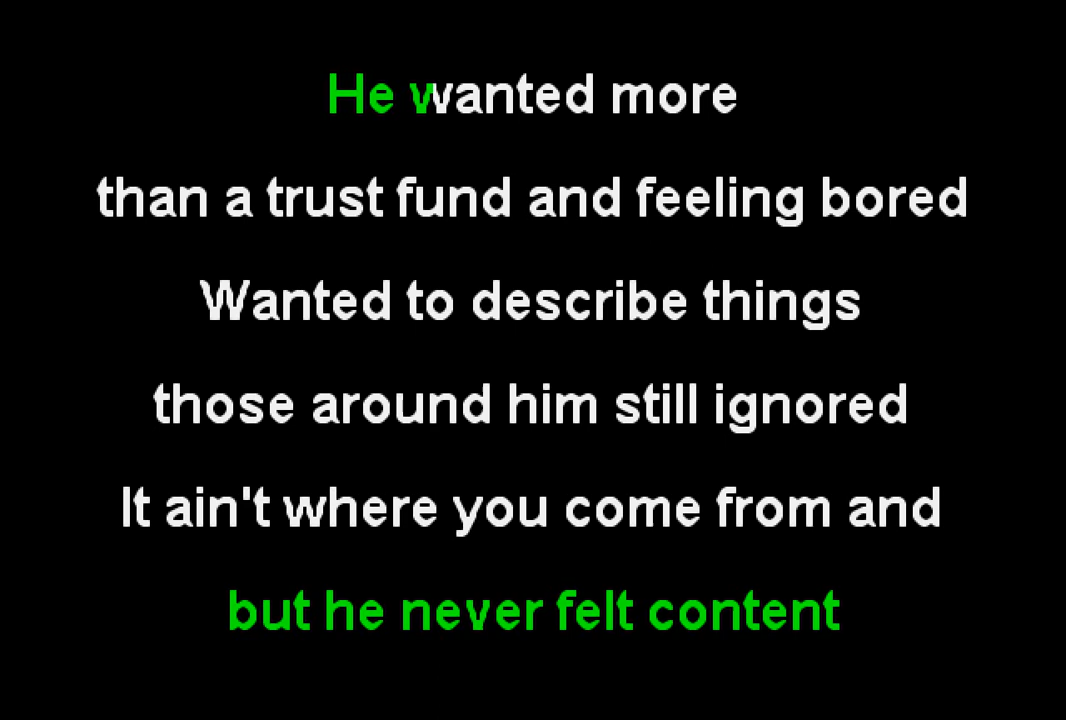 He wanted more
than a trust fund and feeling bored
Wanted to describe things
those around him still ignored
It ain't where you come from and
but he never felt content